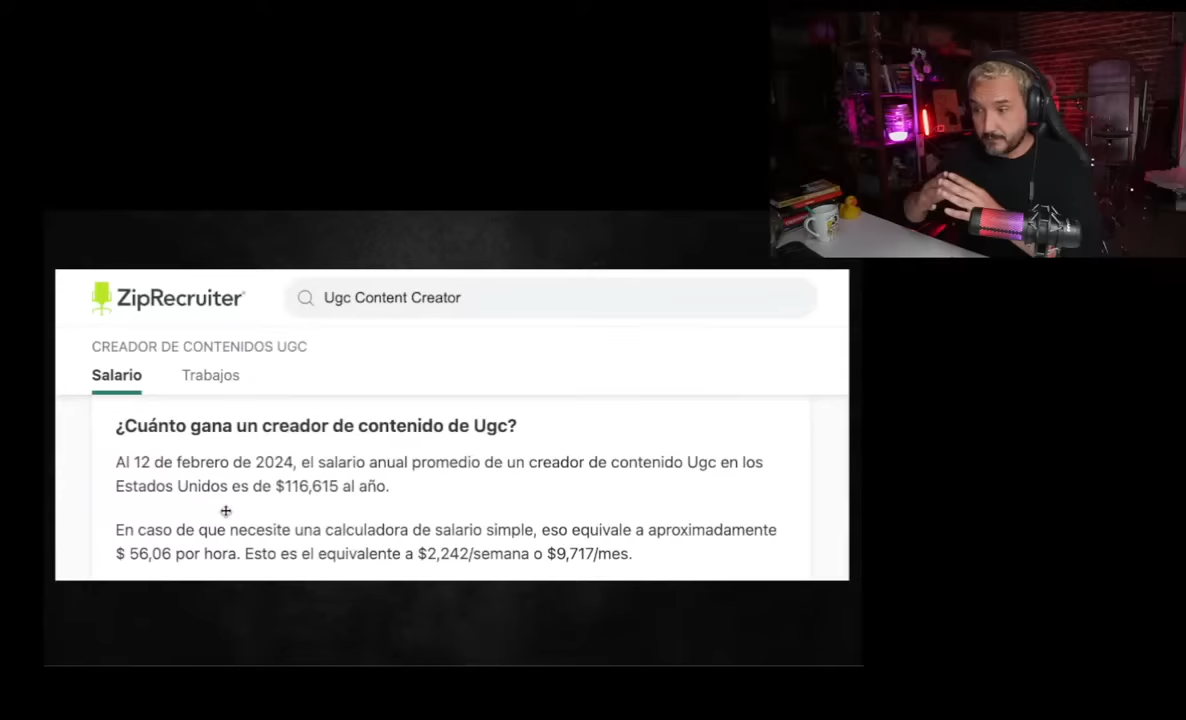 ZipRecruiter
Ugc Content Creator
CREADOR DE CONTENIDOS UGC
Salario Trabajos
¿Cuánto gana un creador de contenido de Ugc?
Al 12 de febrero de 2024, el salario anual promedio de un creador de contenido Ugc en los
Estados Unidos es de $116,615 al año.
En caso de que necesite una calculadora de salario simple, eso equivale a aproximadamente
$ 56,06 por hora. Esto es el equivalente a $2,242/semana o $9,717/mes.